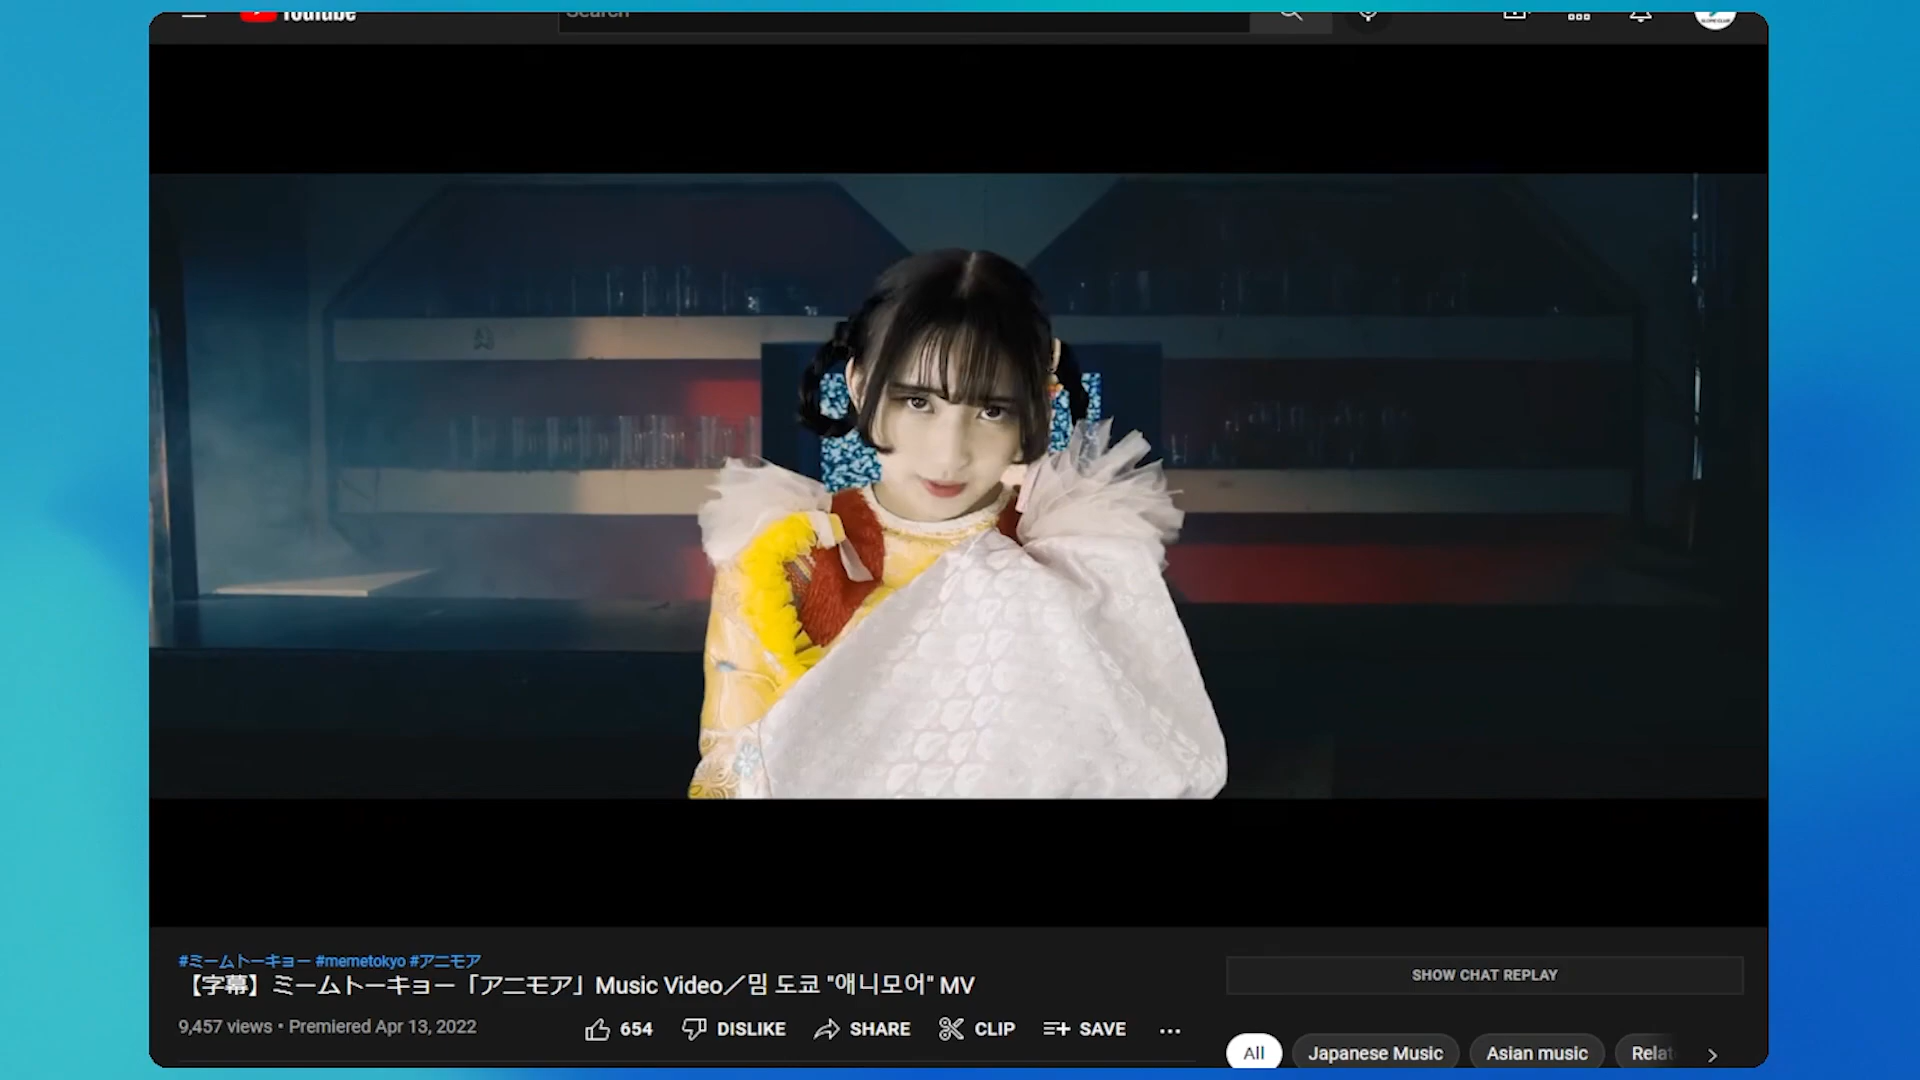 YouTube
Search
#ミームトーキョー #memetokyo #アニモア
【字幕】ミームトーキョー「アニモア」Music Video／밈 도쿄 "애니모어" MV
9,457 views • Premiered Apr 13, 2022
654 DISLIKE SHARE CLIP SAVE
SHOW CHAT REPLAY
All Japanese Music Asian music Relat